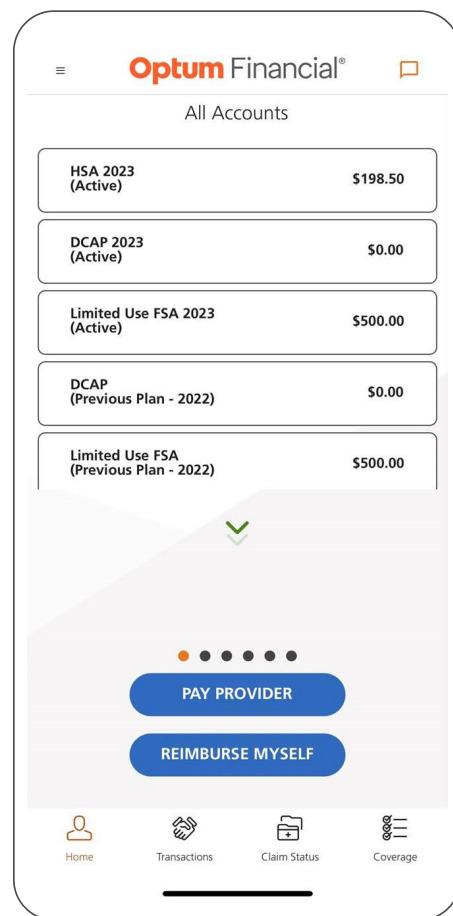 Optum Financial®
All Accounts
HSA 2023
(Active)
$198.50
DCAP 2023
(Active)
$0.00
Limited Use FSA 2023
(Active)
$500.00
DCAP
(Previous Plan - 2022)
$0.00
Limited Use FSA
(Previous Plan - 2022)
$500.00
PAY PROVIDER
REIMBURSE MYSELF
Home
Transactions
Claim Status
Coverage